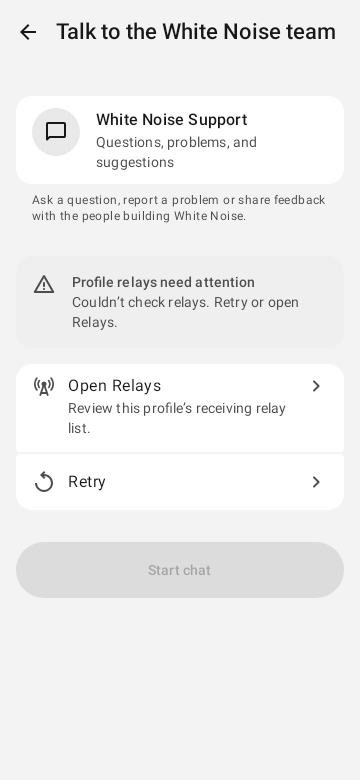 Talk to the White Noise team
White Noise Support
Questions, problems, and
suggestions
Ask a question, report a problem or share feedback
with the people building White Noise.
Profile relays need attention
Couldn’t check relays. Retry or open
Relays.
Open Relays
Review this profile’s receiving relay
list.
Retry
Start chat